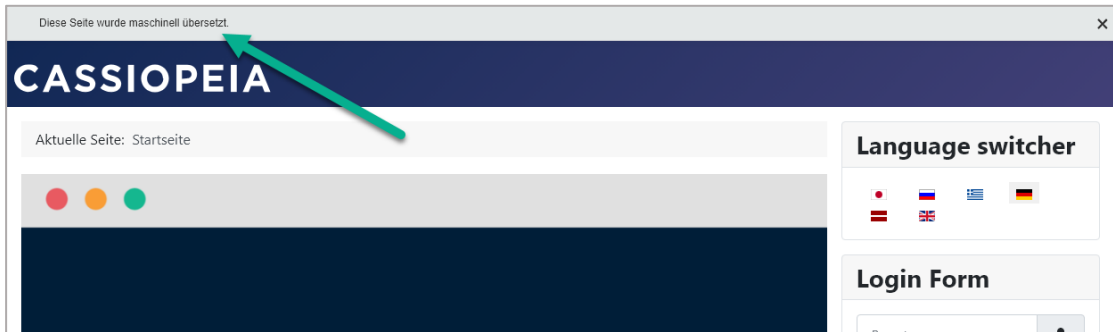 Diese Seite wurde maschinell übersetzt.
CASSIOPEIA
Aktuelle Seite: Startseite
Language switcher
Login Form